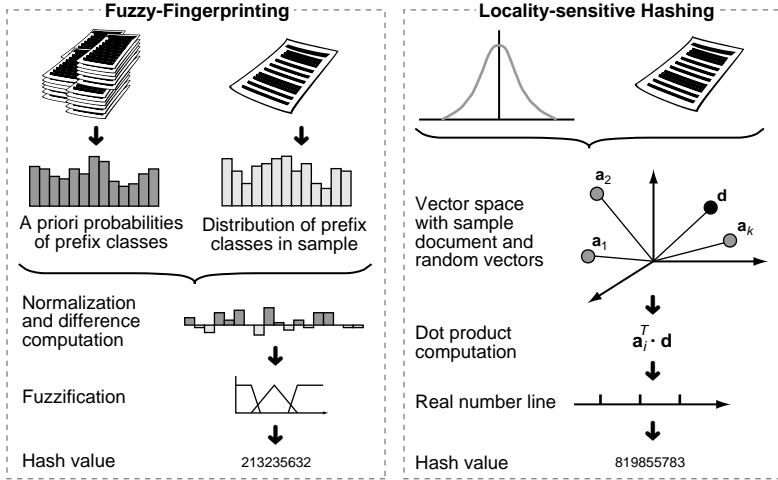 Fuzzy-Fingerprinting
A priori probabilities
of prefix classes
Distribution of prefix
classes in sample
Normalization
and difference
computation
Fuzzification
Hash value
213235632
Locality-sensitive Hashing
Vector space
with sample
document and
random vectors
a2
d
a1
ak
Dot product
computation
aiT · d
Real number line
Hash value
819855783